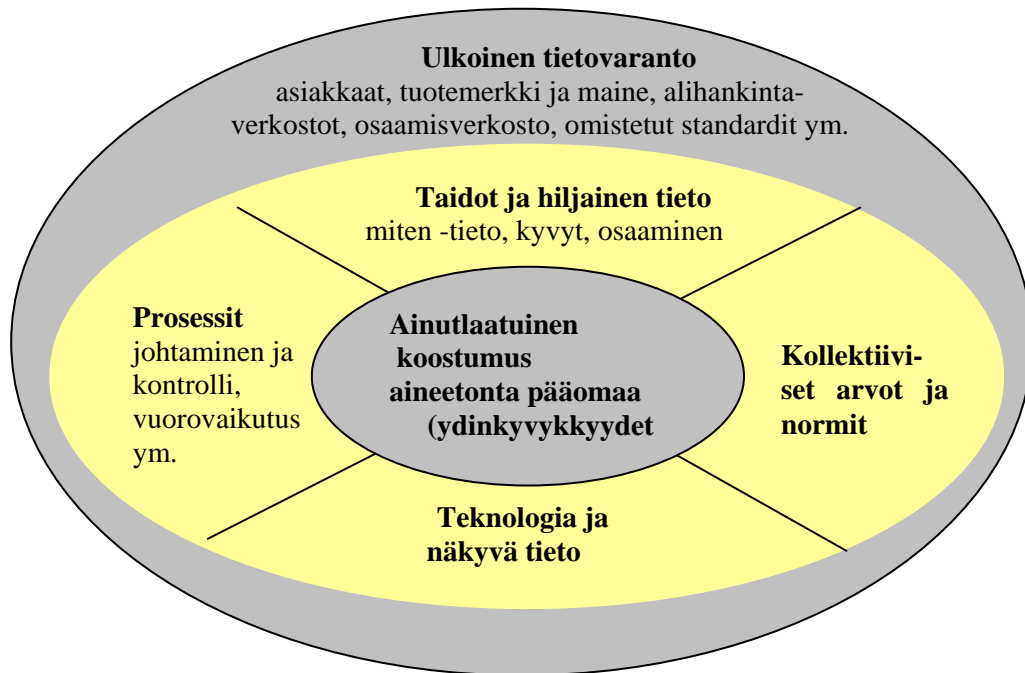 Ulkoinen tietovaranto
asiakkaat, tuotemerkki ja maine, alihankinta-
verkostot, osaamisverkosto, omistetut standardit ym.
Taidot ja hiljainen tieto
miten -tieto, kyvyt, osaaminen
Prosessit
johtaminen ja
kontrolli,
vuorovaikutus
ym.
Ainutlaatuinen
koostumus
aineetonta pääomaa
(ydinkyvykkyydet
Kollektiivi-
set arvot ja
normit
Teknologia ja
näkyvä tieto